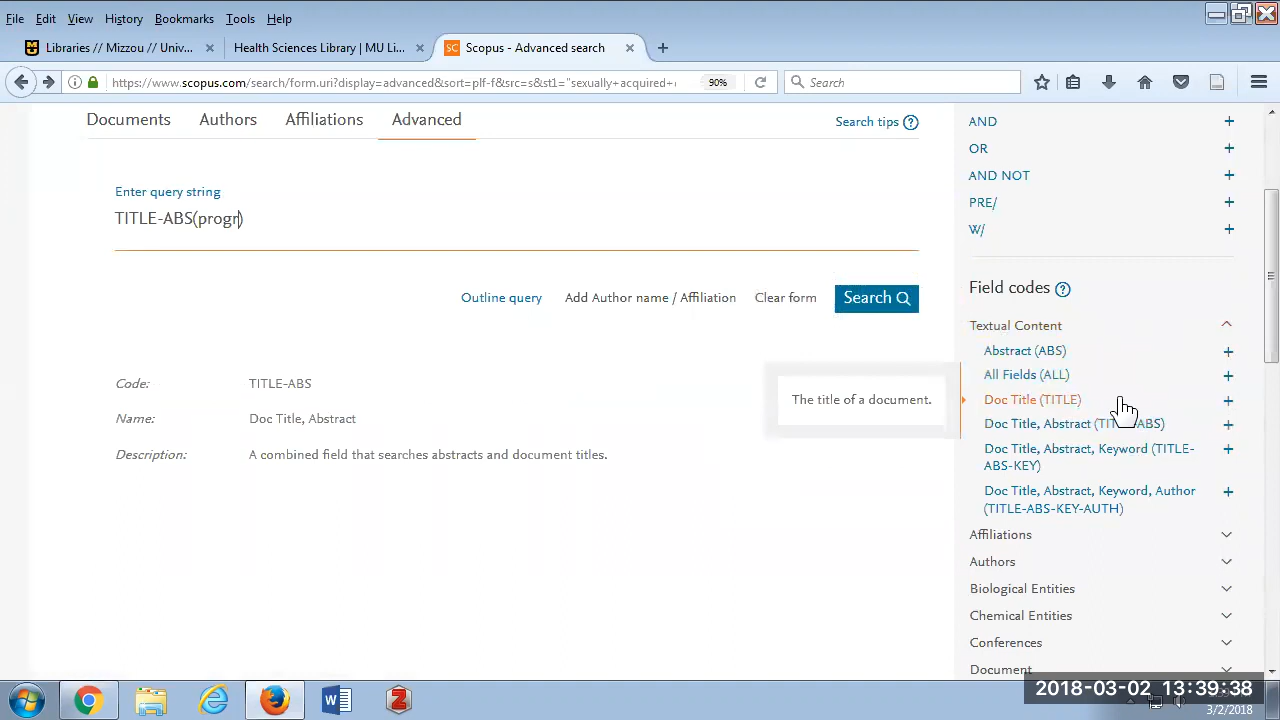 File Edit View History Bookmarks Tools Help
Libraries // Mizzou // Univ... × Health Sciences Library | MU Li... × SC Scopus - Advanced search × +
https://www.scopus.com/search/form.uri?display=advanced&sort=plf-f&src=s&st1="sexually+acquired+ 90% Search
Documents Authors Affiliations Advanced Search tips ?
Enter query string
TITLE-ABS(progr)
Outline query Add Author name / Affiliation Clear form Search
Code: TITLE-ABS
Name: Doc Title, Abstract
Description: A combined field that searches abstracts and document titles.
The title of a document.
AND +
OR +
AND NOT +
PRE/ +
W/ +
Field codes ?
Textual Content
Abstract (ABS) +
All Fields (ALL) +
Doc Title (TITLE) +
Doc Title, Abstract (TITLE-ABS) +
Doc Title, Abstract, Keyword (TITLE- +
ABS-KEY)
Doc Title, Abstract, Keyword, Author +
(TITLE-ABS-KEY-AUTH)
Affiliations
Authors
Biological Entities
Chemical Entities
Conferences
Document
2018-03-02 13:39:38
3/2/2018